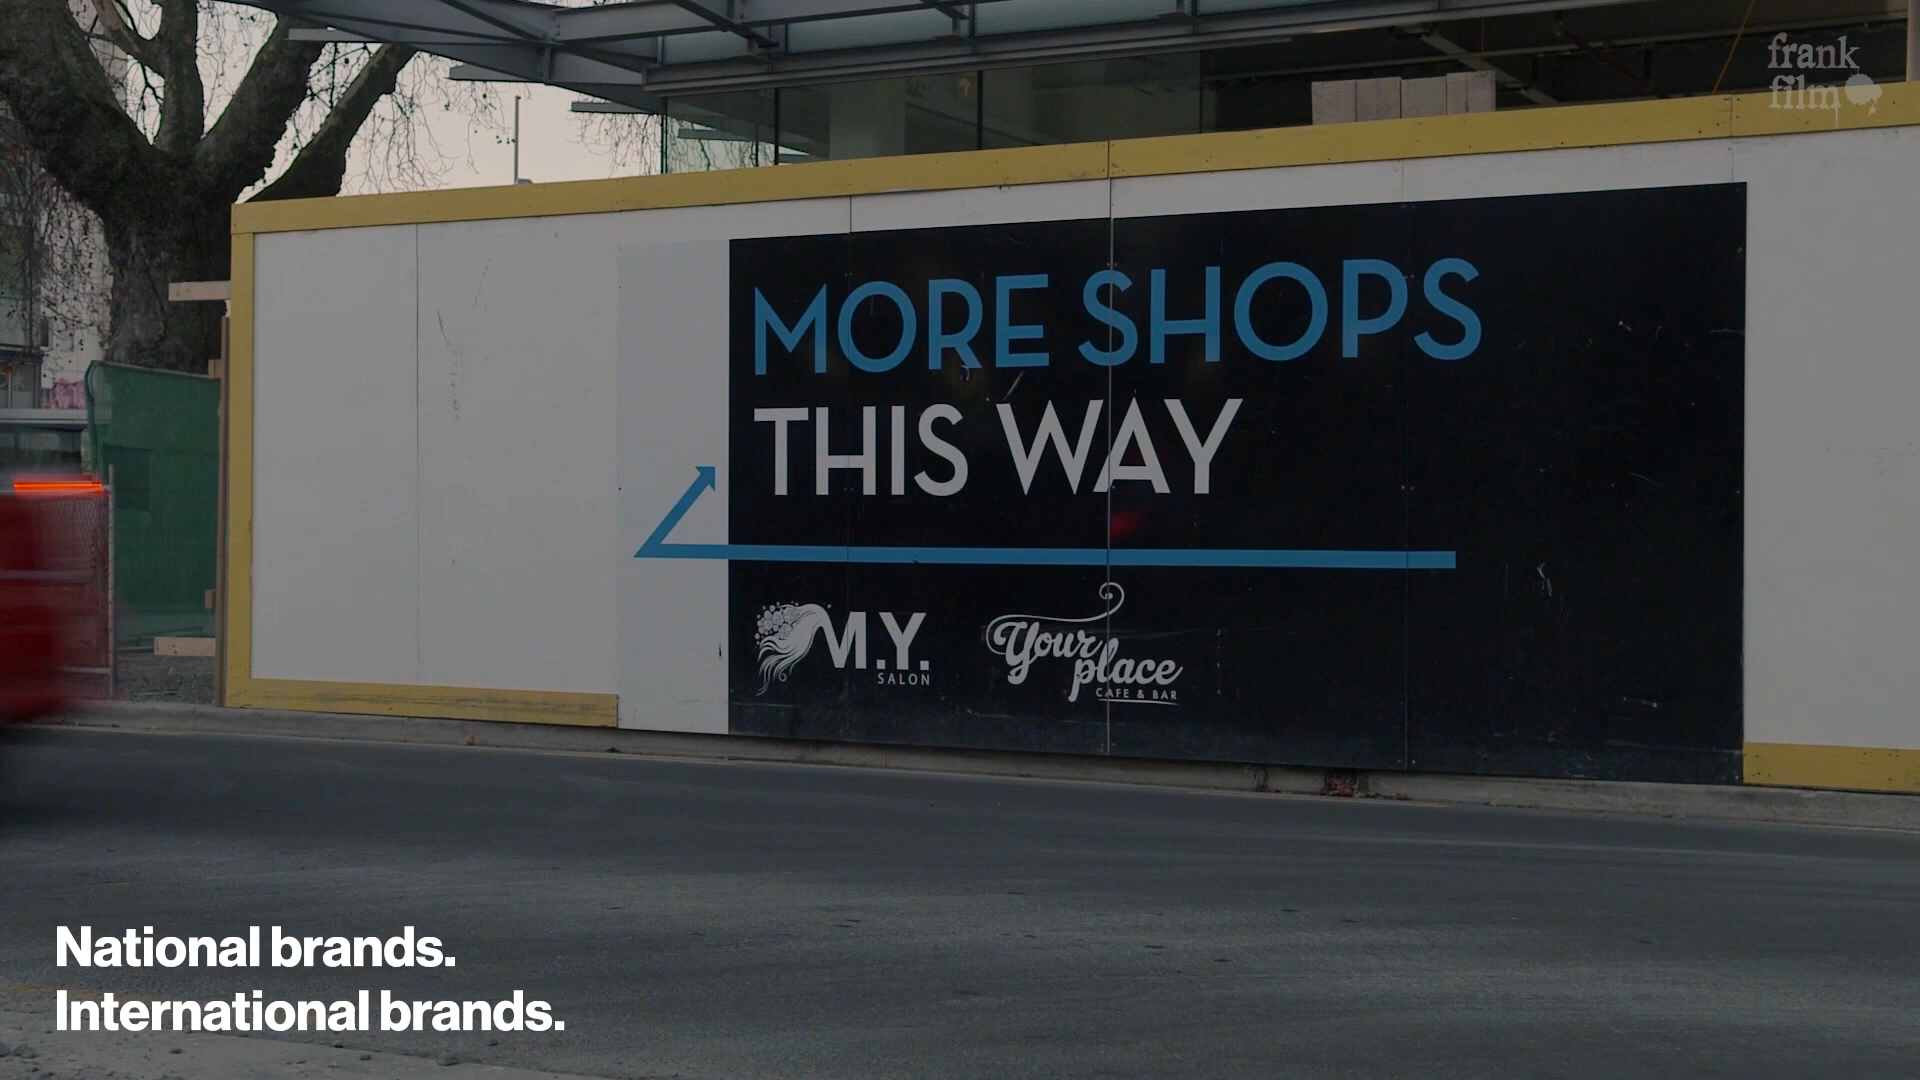 frank
film
MORE SHOPS
THIS WAY
M.Y.
SALON
Your
place
CAFE & BAR
National brands.
International brands.